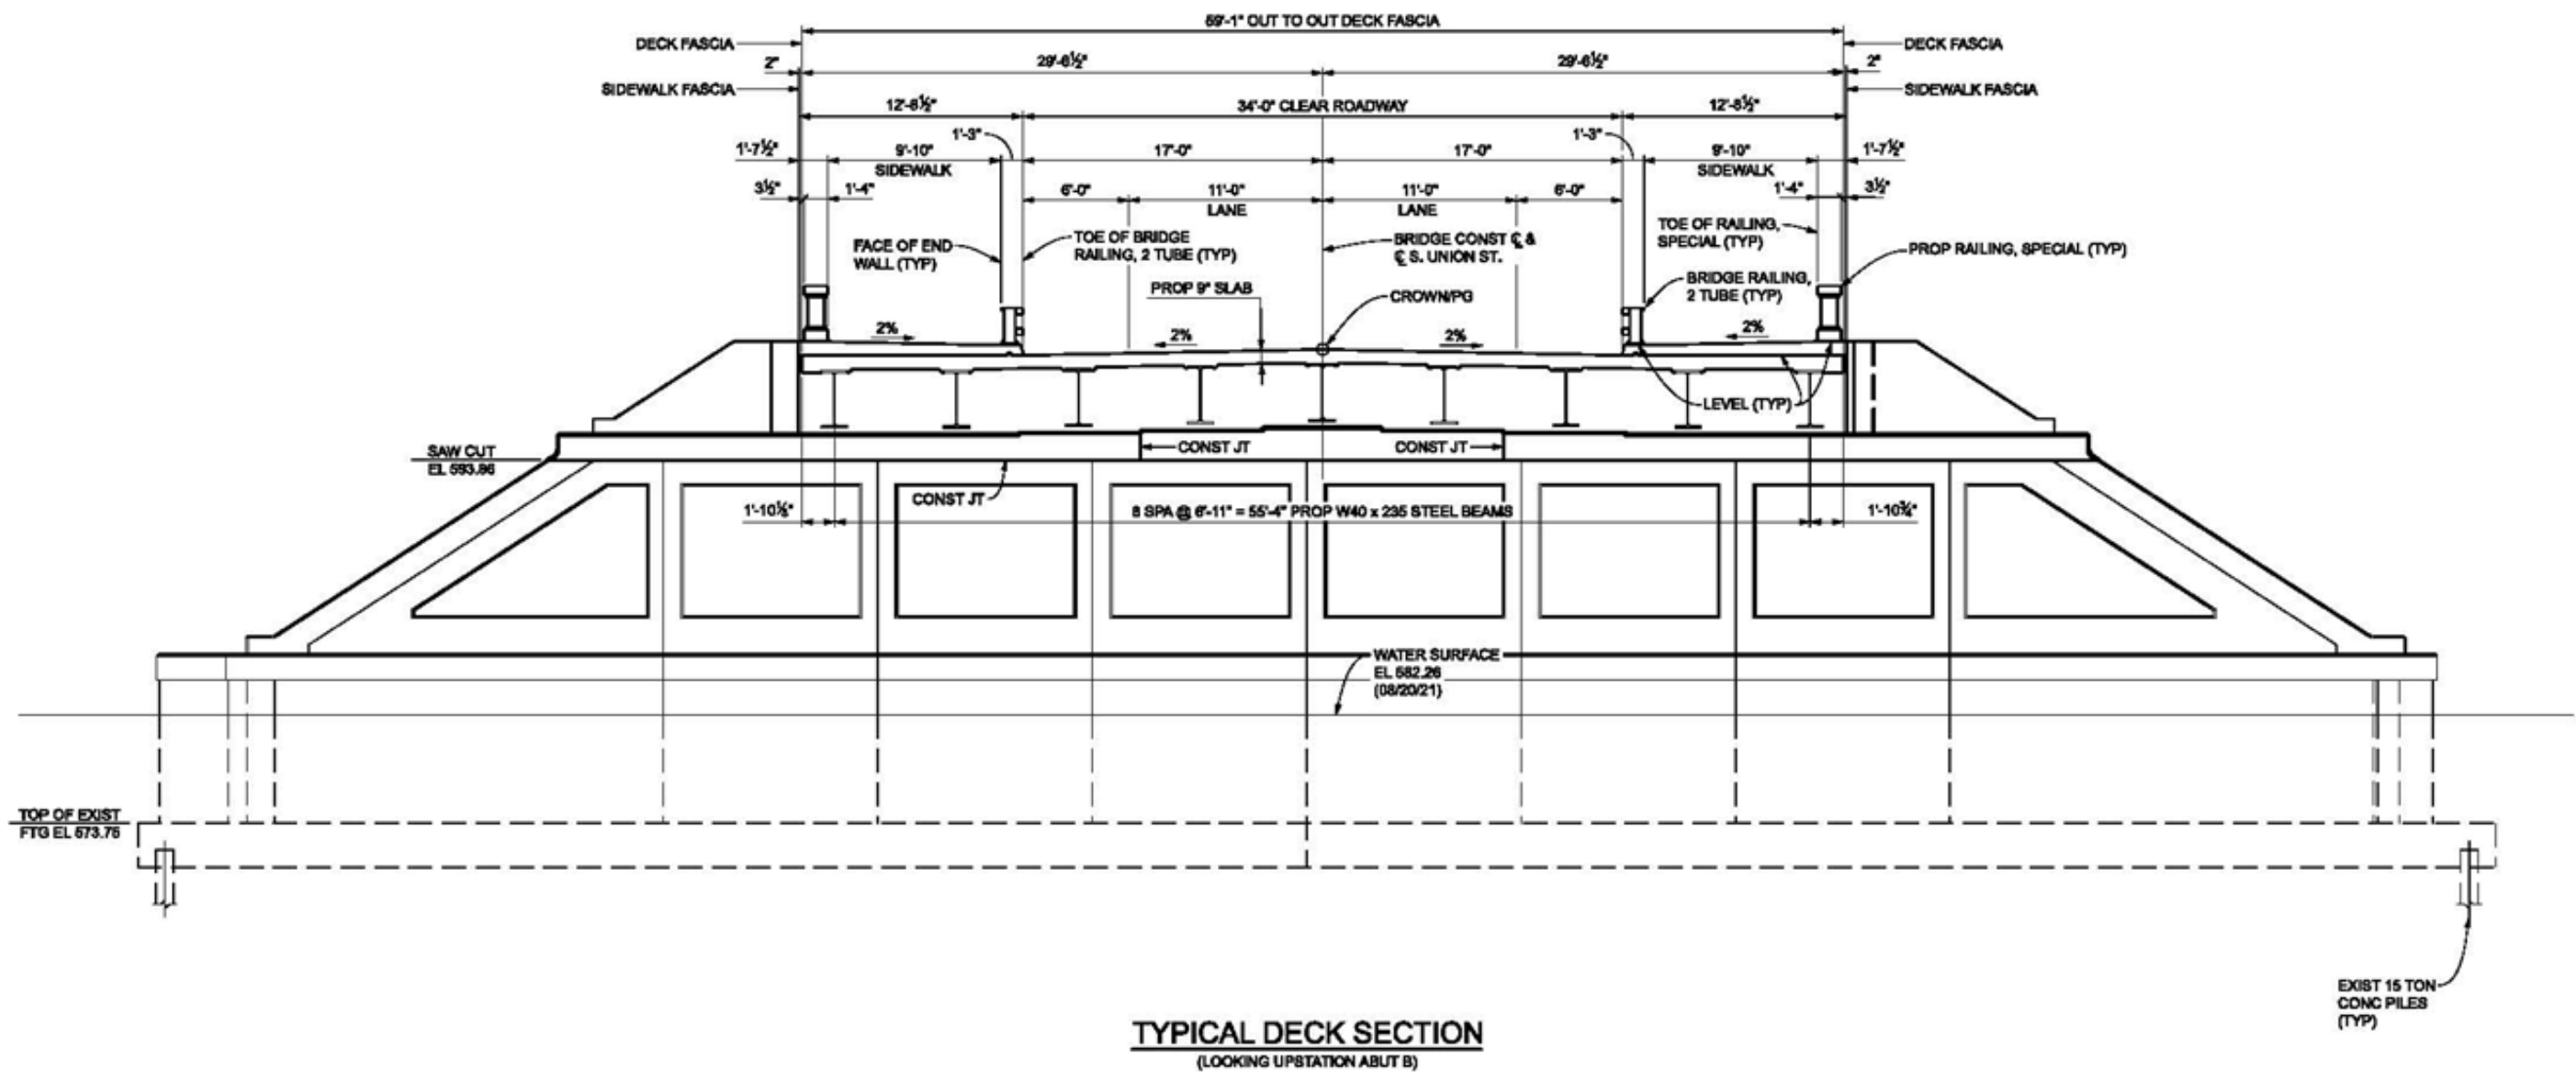 59'-1" OUT TO OUT DECK FASCIA
DECK FASCIA
DECK FASCIA
2"
29'-6½"
29'-6½"
2"
SIDEWALK FASCIA
SIDEWALK FASCIA
12'-8½"
34'-0" CLEAR ROADWAY
12'-8½"
1'-3"
1'-3"
1'-7½"
9'-10"
SIDEWALK
17'-0"
17'-0"
9'-10"
SIDEWALK
1'-7½"
3½"
1'-4"
6'-0"
11'-0"
LANE
11'-0"
LANE
6'-0"
1'-4"
3½"
FACE OF END
WALL (TYP)
TOE OF BRIDGE
RAILING, 2 TUBE (TYP)
BRIDGE CONST ℄ &
℄ S. UNION ST.
TOE OF RAILING,
SPECIAL (TYP)
PROP RAILING, SPECIAL (TYP)
PROP 9" SLAB
CROWN/PG
BRIDGE RAILING,
2 TUBE (TYP)
2%
2%
2%
2%
LEVEL (TYP)
SAW CUT
EL 593.86
CONST JT
CONST JT
CONST JT
8 SPA @ 6'-11" = 55'-4" PROP W40 x 235 STEEL BEAMS
1'-10¾"
WATER SURFACE
EL 582.26
(08/20/21)
TOP OF EXIST
FTG EL 573.75
EXIST 15 TON
CONC PILES
(TYP)
TYPICAL DECK SECTION
(LOOKING UPSTATION ABUT B)